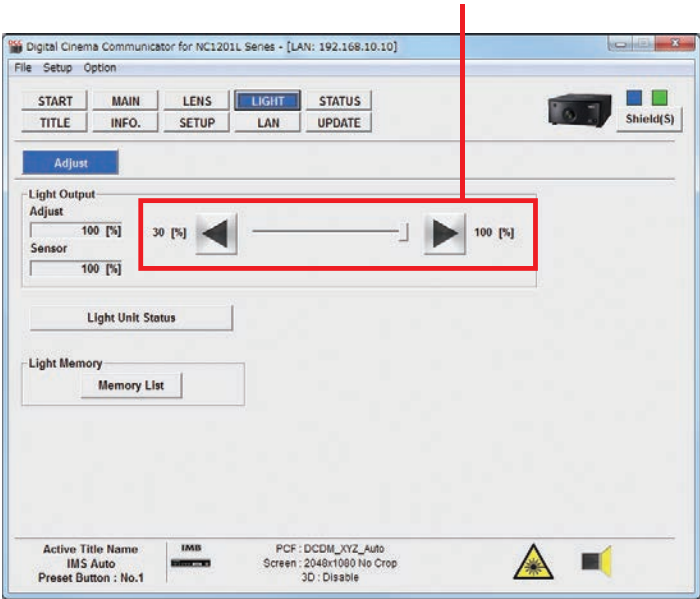 Digital Cinema Communicator for NC1201L Series - [LAN: 192.168.10.10]
File Setup Option
START MAIN LENS LIGHT STATUS
TITLE INFO. SETUP LAN UPDATE
Shield(S)
Adjust
Light Output
Adjust
100 [%]
30 [%] 100 [%]
Sensor
100 [%]
Light Unit Status
Light Memory
Memory List
Active Title Name
IMS Auto
Preset Button : No.1
IMB
PCF : DCDM_XYZ_Auto
Screen : 2048x1080 No Crop
3D : Disable